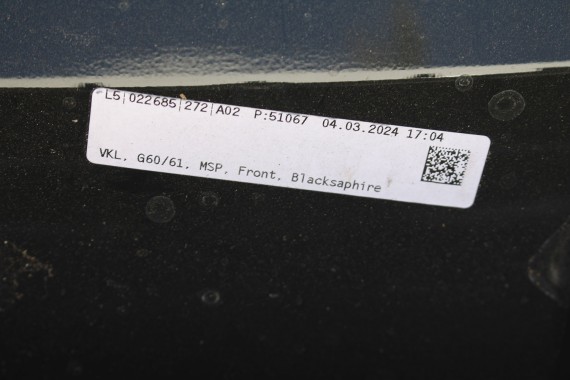 L5|022685|272|A02 P:51067 04.03.2024 17:04
VKL, G60/61, MSP, Front, Blacksaphire